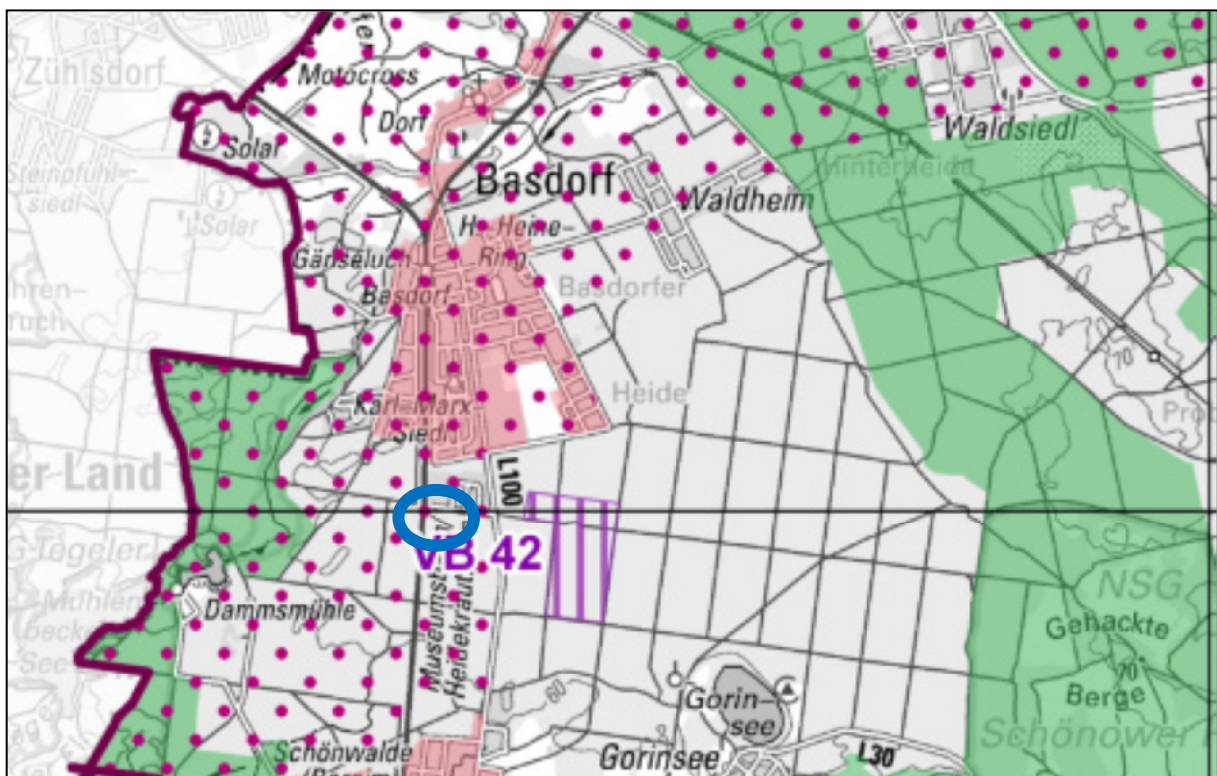 Zühlsdorf
Motocross
Dorf
Solar
Solar
siedl
Waldsiedl
Hinterheide
Basdorf
Waldheim
H.-Heine-
Ring
Gänseluch
Basdorf-
Basdorfer
Heide
Karl-Marx-
Siedl.
70
er Land
L100
VB 42
Museumst.
Heidekraut.
Dammsmühle
NSG
Gehackte
Berge
70
60
Gorin-
see
See
Schönower
Schönwalde
Gorinsee
L30